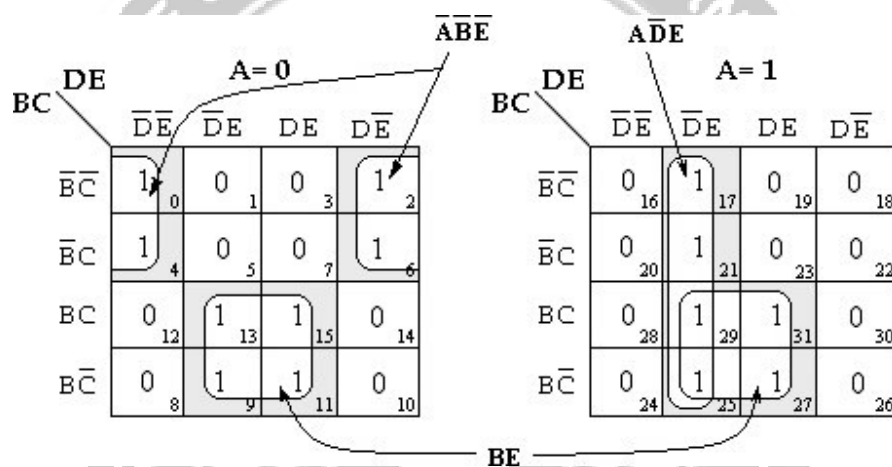 A̅B̅E̅ AD̅E
DE A= 0 DE A= 1
BC BC
D̅E̅ D̅E DE DE̅ D̅E̅ D̅E DE DE̅
B̅C̅ 1 0 0 1 0 3 1 2 B̅C̅ 0 16 1 17 0 19 0 18
B̅C 1 4 0 5 0 7 1 6 B̅C 0 20 1 21 0 23 0 22
BC 0 12 1 13 1 15 0 14 BC 0 28 1 29 1 31 0 30
BC̅ 0 8 1 9 1 11 0 10 BC̅ 0 24 1 25 1 27 0 26
BE